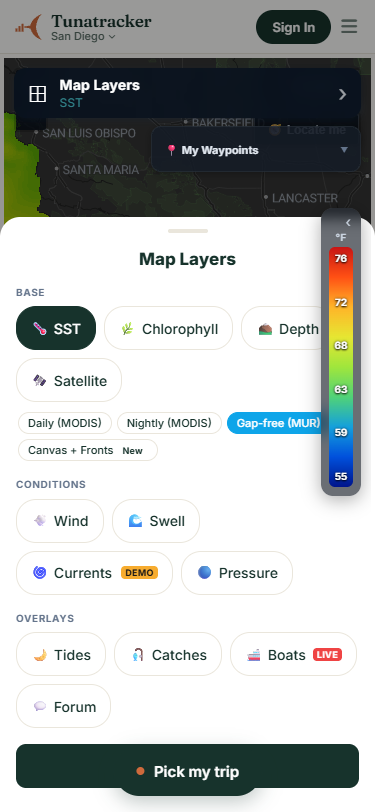 Tunatracker
San Diego
Sign In
Map Layers
SST
BAKERSFIEL
Locate me
SAN LUIS OBISPO
My Waypoints
SANTA MARIA
LANCASTER
Map Layers
°F
76
72
68
63
59
55
BASE
SST
Chlorophyll
Depth
Satellite
Daily (MODIS)
Nightly (MODIS)
Gap-free (MUR)
Canvas + Fronts New
CONDITIONS
Wind
Swell
Currents DEMO
Pressure
OVERLAYS
Tides
Catches
Boats LIVE
Forum
Pick my trip